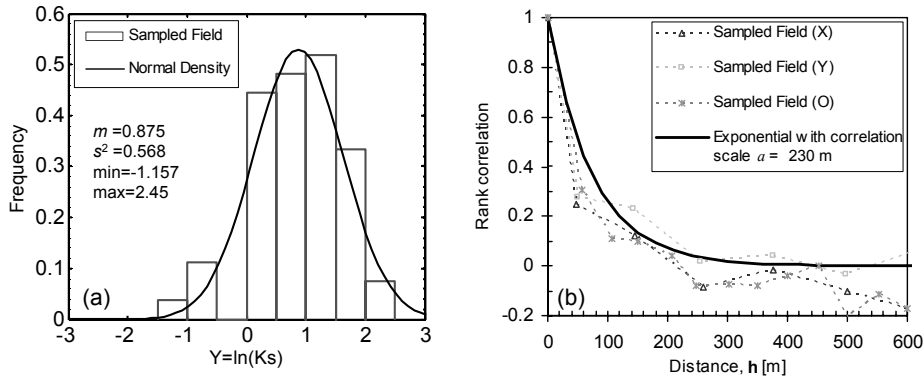 0.6
0.5
0.4
0.3
0.2
0.1
0
-3 -2 -1 0 1 2 3
Frequency
Y=ln(Ks)
Sampled Field
Normal Density
m =0.875
s² =0.568
min=-1.157
max=2.45
(a)
1
0.8
0.6
0.4
0.2
0
-0.2
0 100 200 300 400 500 600
Rank correlation
Distance, h [m]
Sampled Field (X)
Sampled Field (Y)
Sampled Field (O)
Exponential with correlation
scale a = 230 m
(b)